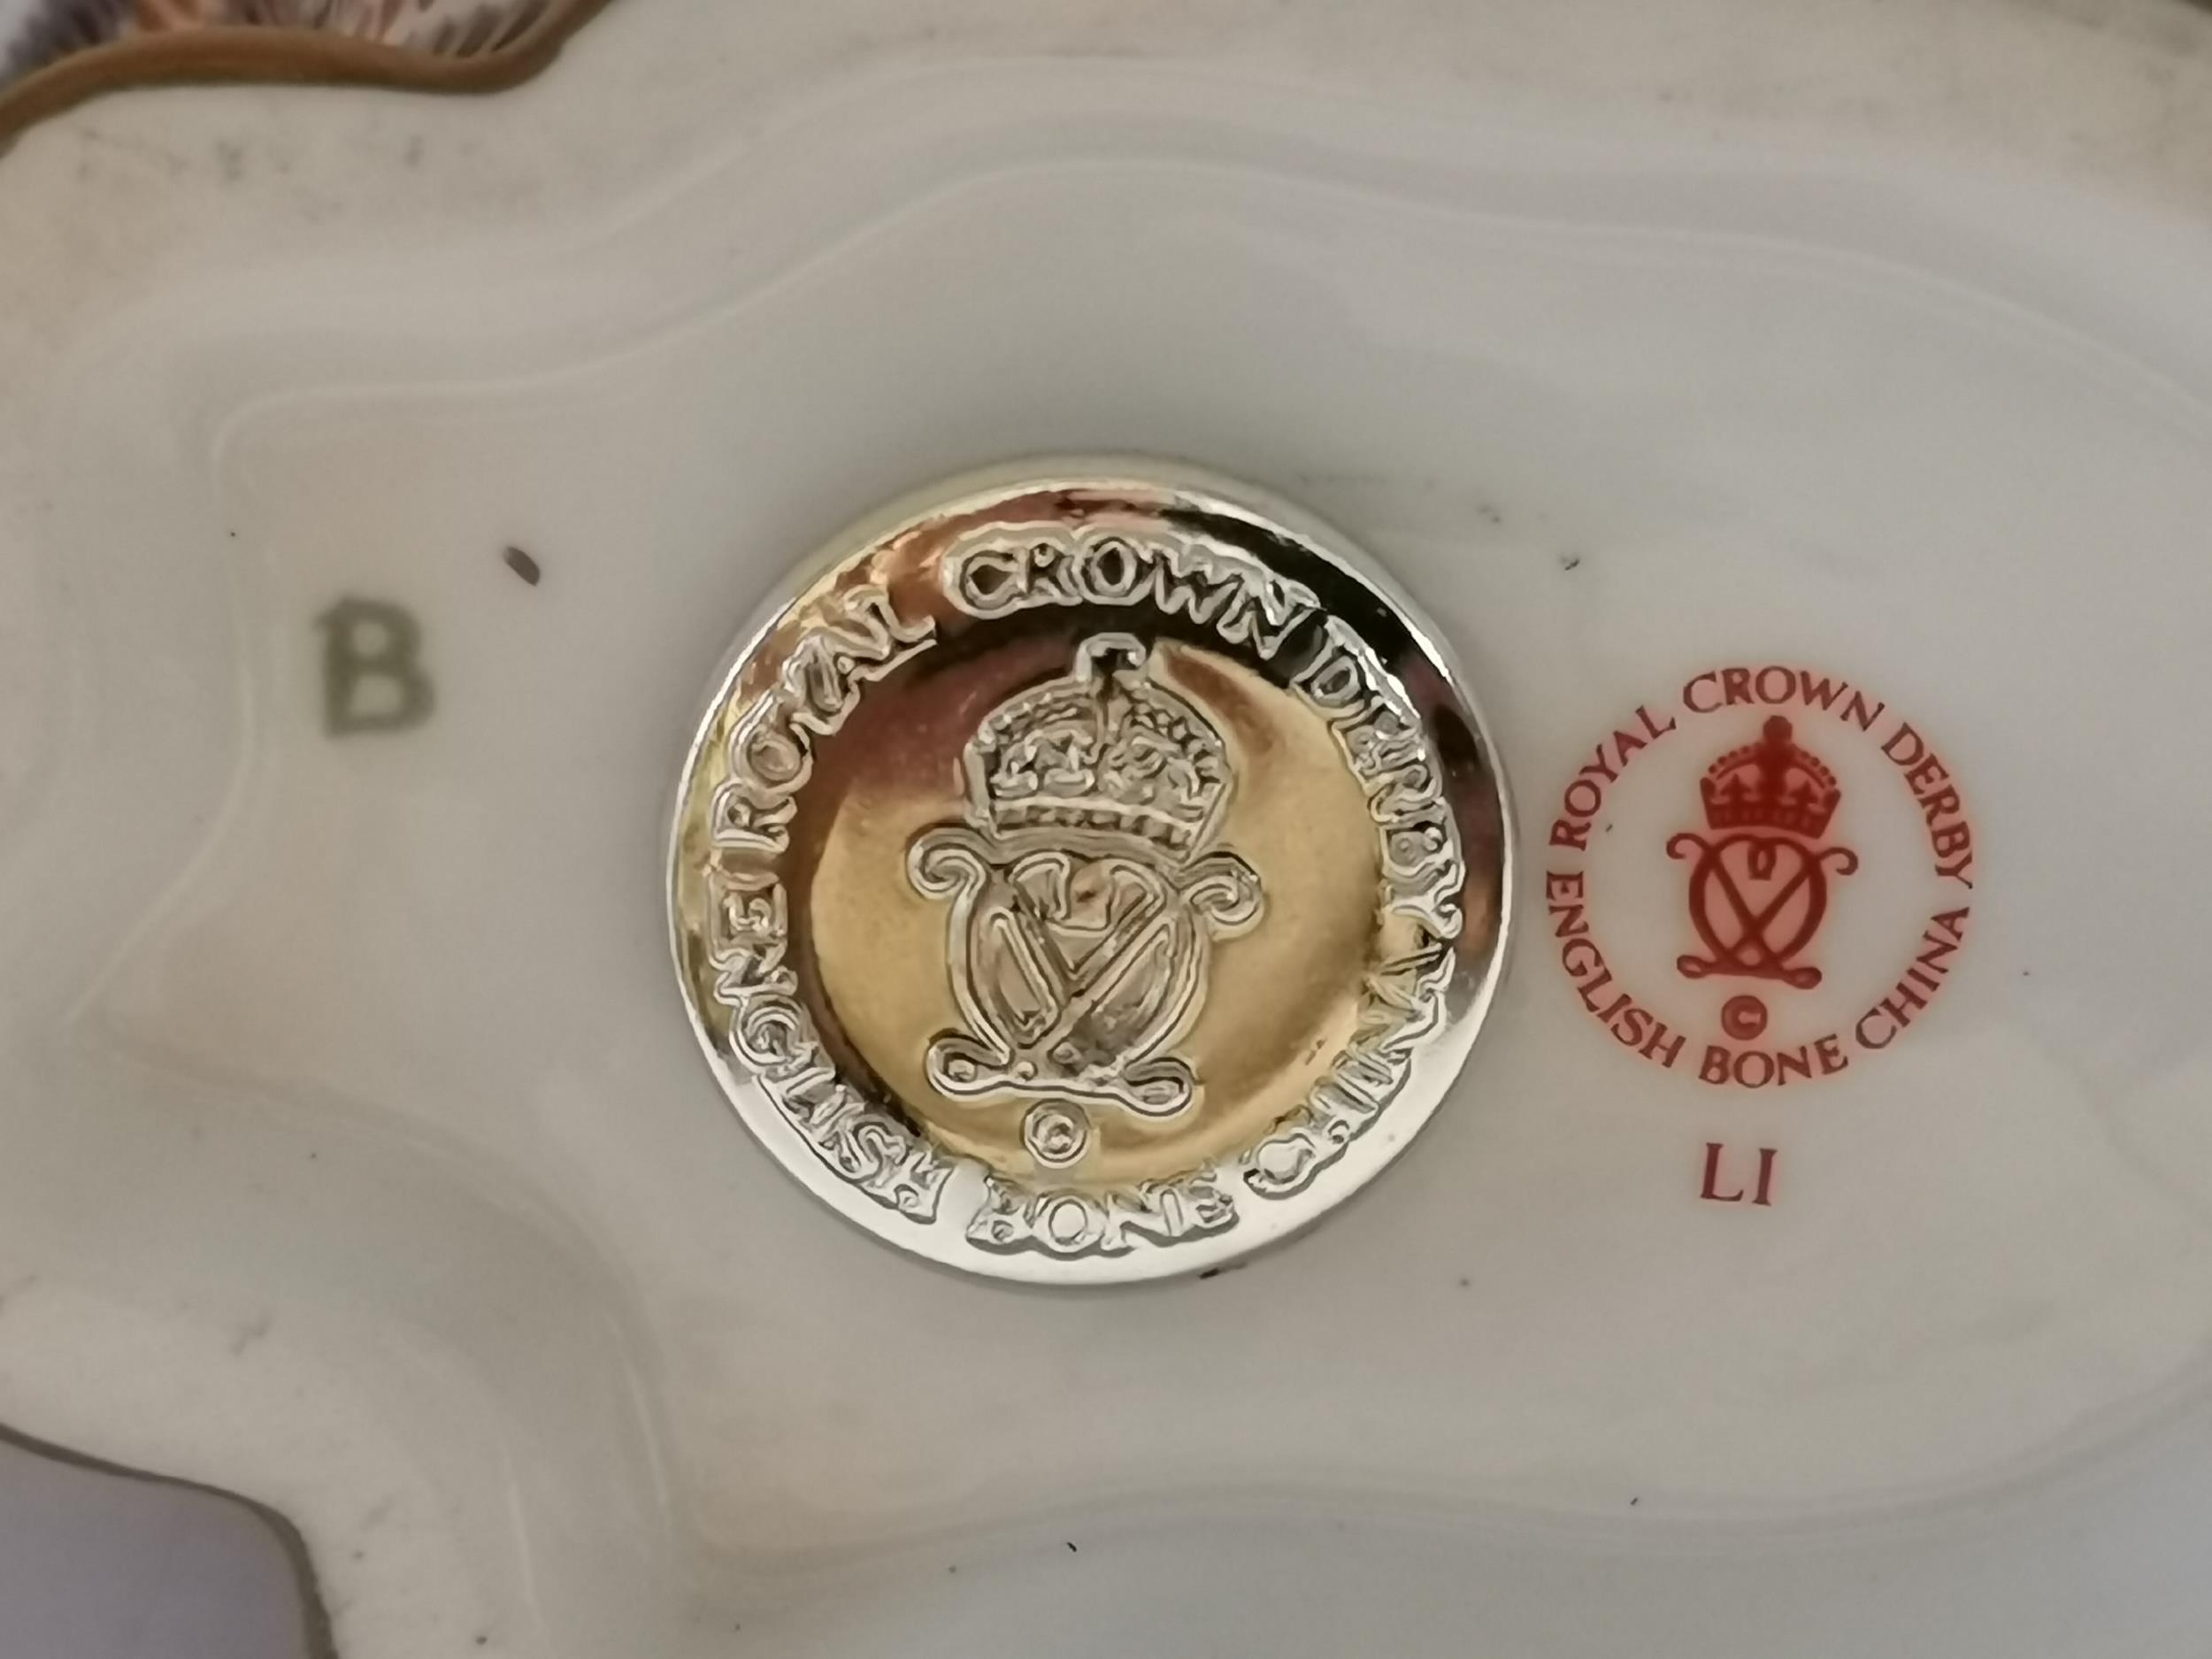 B
ROYAL CROWN DERBY
ENGLISH BONE CHINA
©
ROYAL CROWN DERBY
ENGLISH BONE CHINA
©
LI